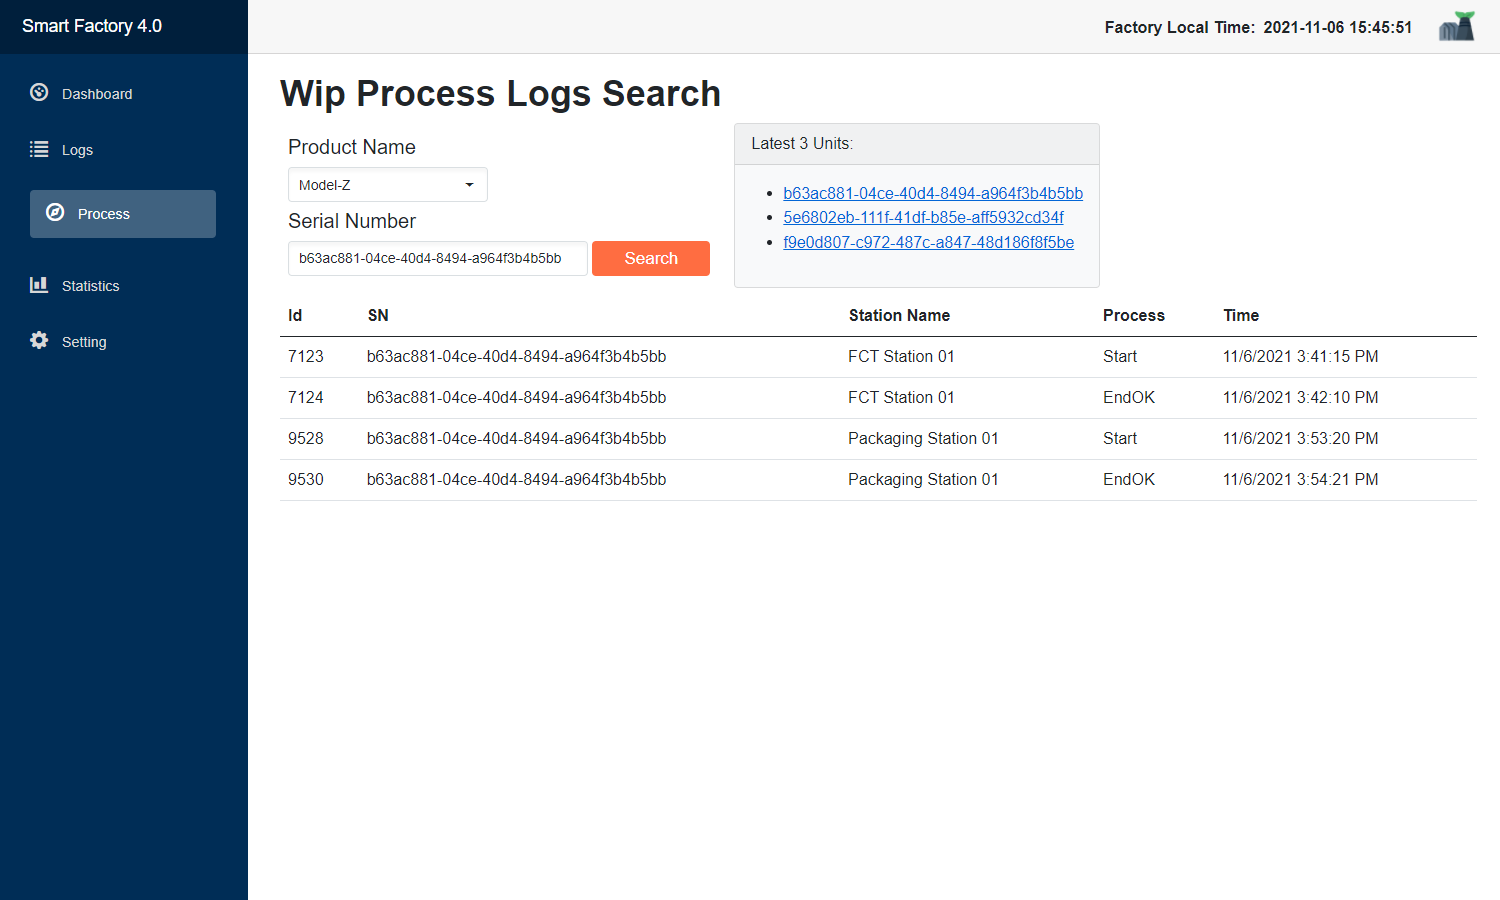 Smart Factory 4.0
Factory Local Time: 2021-11-06 15:45:51
Dashboard
Logs
Process
Statistics
Setting
Wip Process Logs Search
Product Name
Model-Z
Serial Number
b63ac881-04ce-40d4-8494-a964f3b4b5bb Search
Latest 3 Units:
b63ac881-04ce-40d4-8494-a964f3b4b5bb
5e6802eb-111f-41df-b85e-aff5932cd34f
f9e0d807-c972-487c-a847-48d186f8f5be
Id SN Station Name Process Time
7123 b63ac881-04ce-40d4-8494-a964f3b4b5bb FCT Station 01 Start 11/6/2021 3:41:15 PM
7124 b63ac881-04ce-40d4-8494-a964f3b4b5bb FCT Station 01 EndOK 11/6/2021 3:42:10 PM
9528 b63ac881-04ce-40d4-8494-a964f3b4b5bb Packaging Station 01 Start 11/6/2021 3:53:20 PM
9530 b63ac881-04ce-40d4-8494-a964f3b4b5bb Packaging Station 01 EndOK 11/6/2021 3:54:21 PM